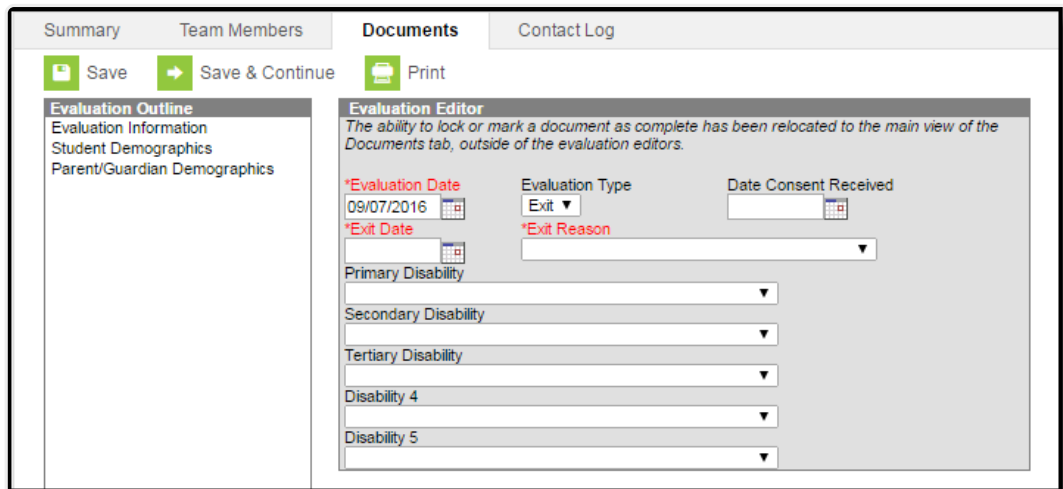 Summary Team Members Documents Contact Log
Save Save & Continue Print
Evaluation Outline
Evaluation Information
Student Demographics
Parent/Guardian Demographics
Evaluation Editor
The ability to lock or mark a document as complete has been relocated to the main view of the
Documents tab, outside of the evaluation editors.
*Evaluation Date Evaluation Type Date Consent Received
09/07/2016 Exit
*Exit Date *Exit Reason
Primary Disability
Secondary Disability
Tertiary Disability
Disability 4
Disability 5